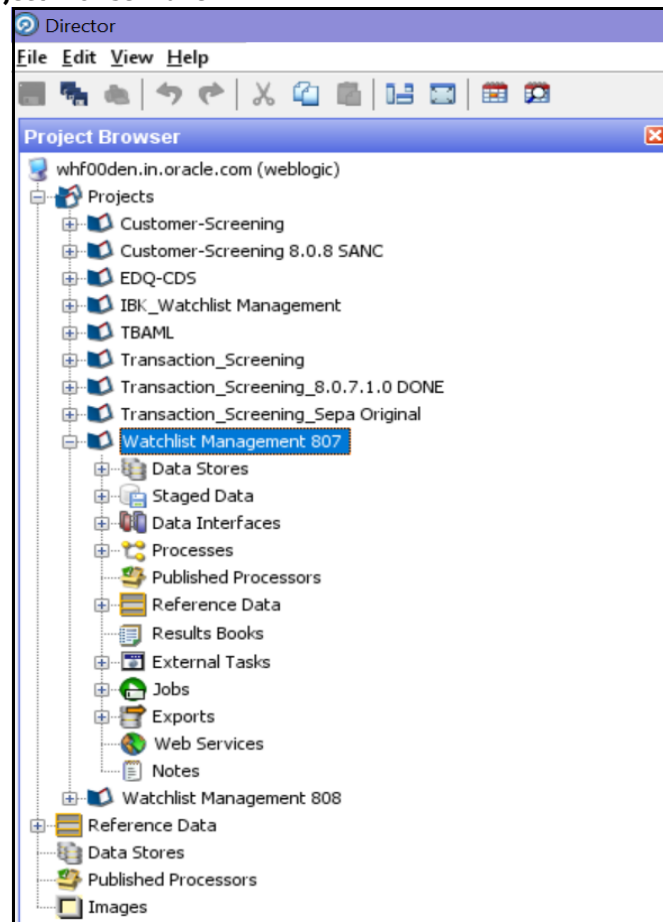 Director
File Edit View Help
Project Browser
whf00den.in.oracle.com (weblogic)
Projects
Customer-Screening
Customer-Screening 8.0.8 SANC
EDQ-CDS
IBK_Watchlist Management
TBAML
Transaction_Screening
Transaction_Screening_8.0.7.1.0 DONE
Transaction_Screening_Sepa Original
Watchlist Management 807
Data Stores
Staged Data
Data Interfaces
Processes
Published Processors
Reference Data
Results Books
External Tasks
Jobs
Exports
Web Services
Notes
Watchlist Management 808
Reference Data
Data Stores
Published Processors
Images